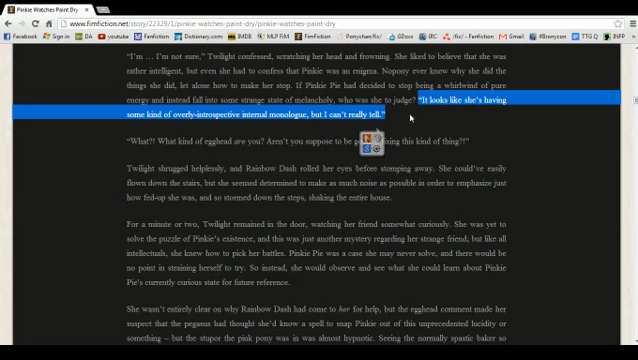 Pinkie Watches Paint Dry
www.fimfiction.net/story/22329/1/pinkie-watches-paint-dry/pinkie-watches-paint-dry
Facebook Sign in DA youtube Fimfiction Dictionary.com IMDB MLP FiM Ponychan/fic/ GDocs /fic/ #Bronycon TTG EQD
“I’m … I’m not sure,” Twilight confessed, scratching her head and frowning. She liked to believe that she was
rather intelligent, but even she had to confess that Pinkie was an enigma. Nopony ever knew why she did the
things she did, let alone how to make her stop. If Pinkie Pie had decided to stop being a whirlwind of pure
energy and instead fall into some strange state of melancholy, who was she to judge? “It looks like she’s having
some kind of overly-introspective internal monologue, but I can’t really tell.”
“What?! What kind of egghead are you? Aren’t you supposed to be this kind of thing?!”
Twilight shrugged helplessly, and Rainbow Dash rolled her eyes before stomping away. She could’ve easily
flown down the stairs, but she seemed determined to make as much noise as possible in order to emphasize just
how fed-up she was, and so stormed down the steps, shaking the entire house.
For a minute or two, Twilight remained in the door, watching her friend somewhat curiously. She was yet to
solve the puzzle of Pinkie’s existence, and this was just another mystery regarding her strange friend; but like all
intellectuals, she knew how to pick her battles. Pinkie Pie was a case she may never solve, and there would be
no point in straining herself to try. So instead, she would observe and see what she could learn about Pinkie
Pie’s currently curious state for future reference.
She wasn’t entirely clear on why Rainbow Dash had come to her for help, but the egghead comment made her
suspect that the pegasus had thought she’d know a spell to snap Pinkie out of this unprecedented lucidity or
something – but the stupor the pink pony was in was almost hypnotic. Seeing the normally spastic baker so